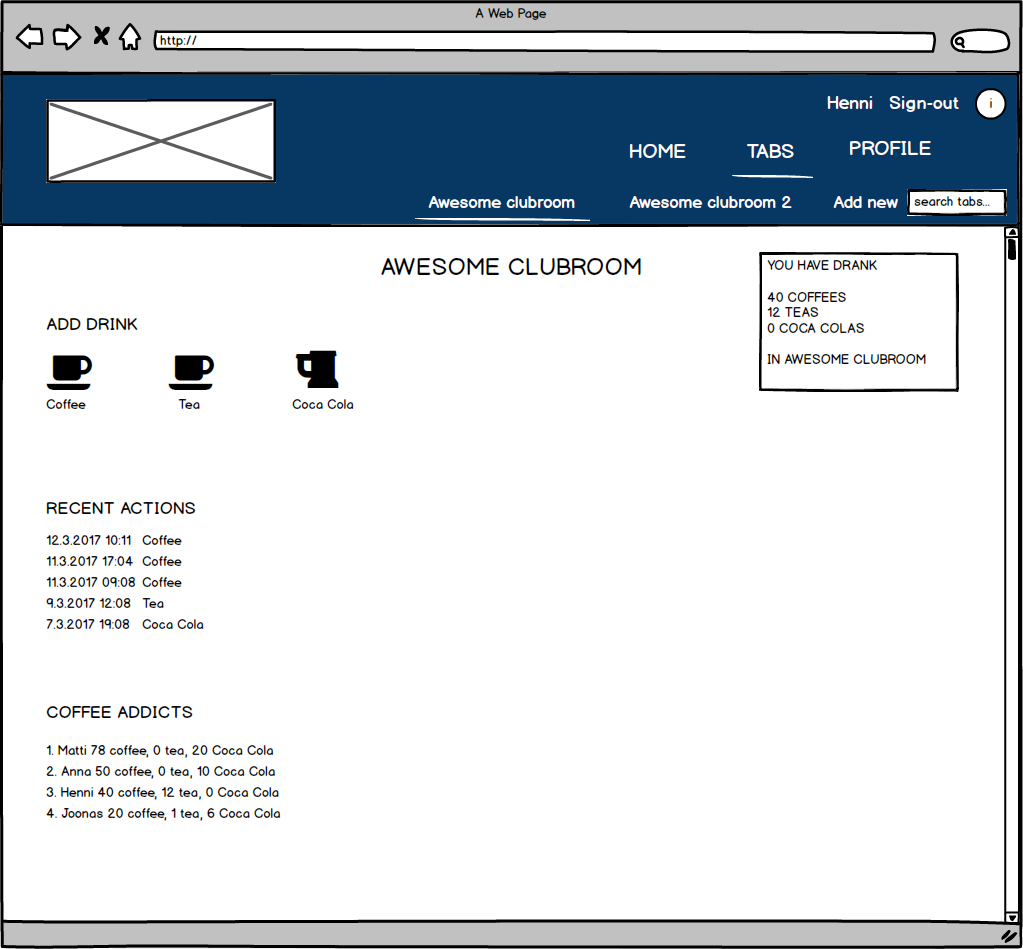 A Web Page
http://
Henni Sign-out i
HOME TABS PROFILE
Awesome clubroom Awesome clubroom 2 Add new search tabs...
AWESOME CLUBROOM
YOU HAVE DRANK
40 COFFEES
12 TEAS
0 COCA COLAS
IN AWESOME CLUBROOM
ADD DRINK
Coffee Tea Coca Cola
RECENT ACTIONS
12.3.2017 10:11 Coffee
11.3.2017 17:04 Coffee
11.3.2017 09:08 Coffee
9.3.2017 12:08 Tea
7.3.2017 19:08 Coca Cola
COFFEE ADDICTS
1. Matti 78 coffee, 0 tea, 20 Coca Cola
2. Anna 50 coffee, 0 tea, 10 Coca Cola
3. Henni 40 coffee, 12 tea, 0 Coca Cola
4. Joonas 20 coffee, 1 tea, 6 Coca Cola